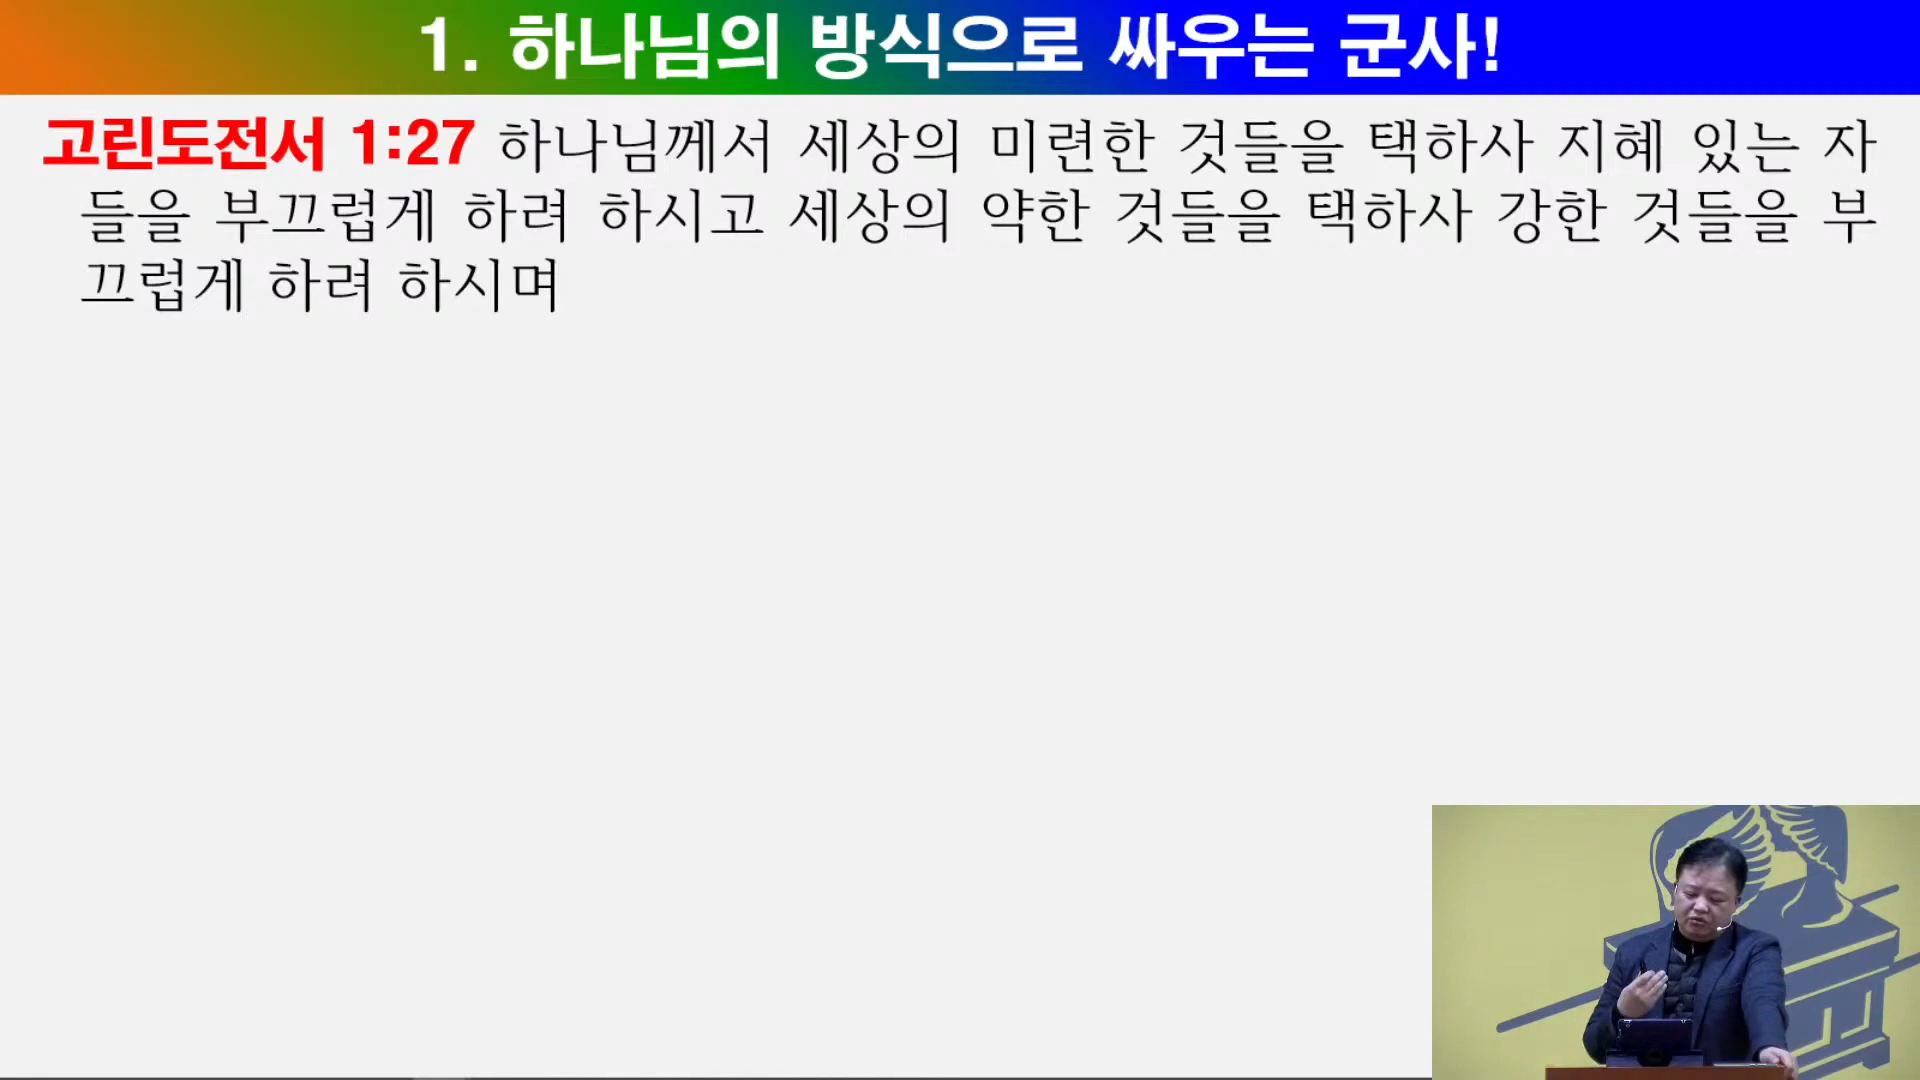 1. 하나님의 방식으로 싸우는 군사!
고린도전서 1:27 하나님께서 세상의 미련한 것들을 택하사 지혜 있는 자
들을 부끄럽게 하려 하시고 세상의 약한 것들을 택하사 강한 것들을 부
끄럽게 하려 하시며